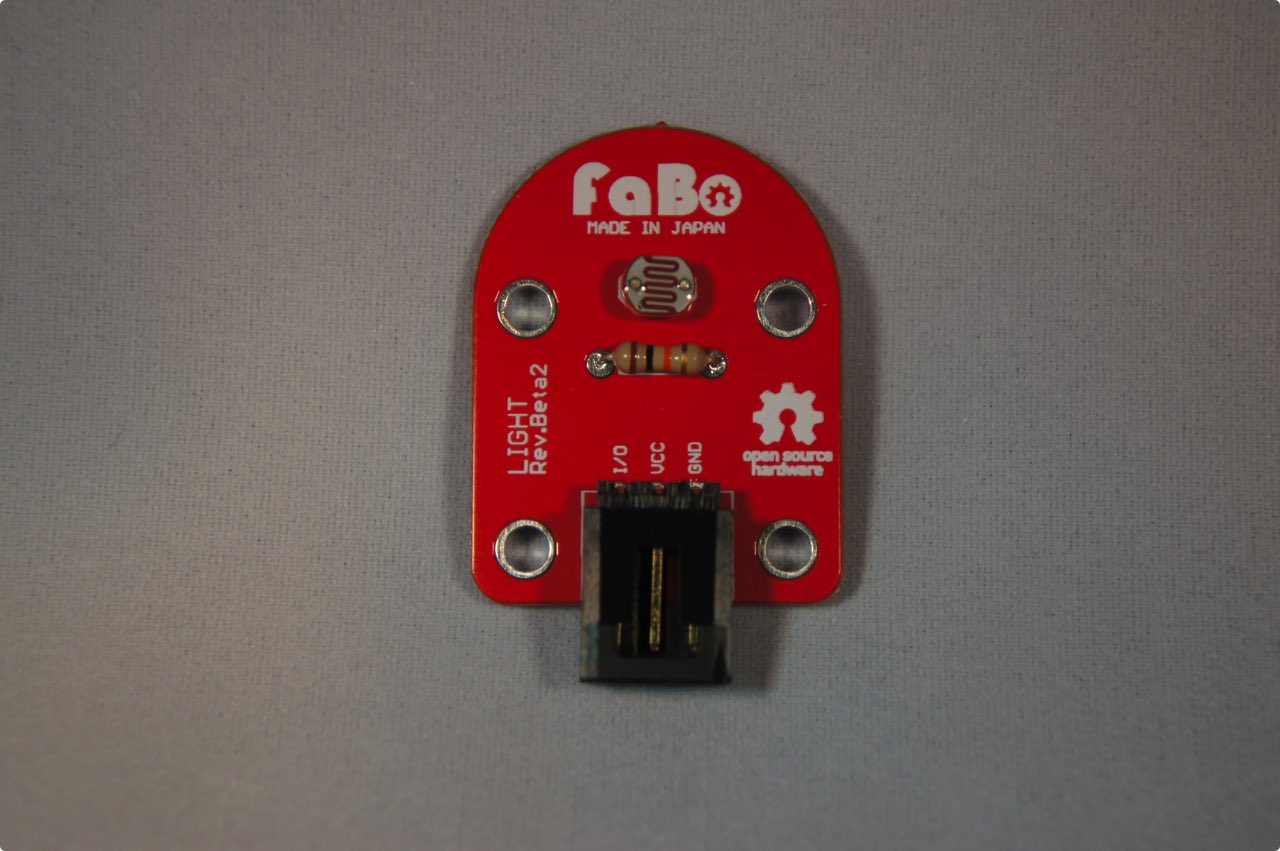 FaBo
MADE IN JAPAN
LIGHT
Rev.Beta2
I/O
VCC
GND
open source
hardware